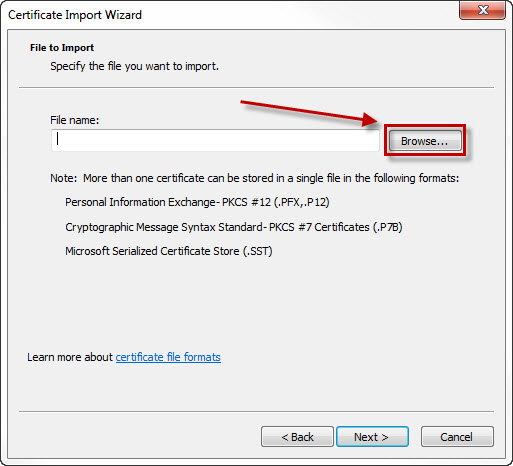 Certificate Import Wizard
File to Import
Specify the file you want to import.
File name:
Browse...
Note: More than one certificate can be stored in a single file in the following formats:
Personal Information Exchange- PKCS #12 (.PFX,.P12)
Cryptographic Message Syntax Standard- PKCS #7 Certificates (.P7B)
Microsoft Serialized Certificate Store (.SST)
Learn more about certificate file formats
< Back Next > Cancel